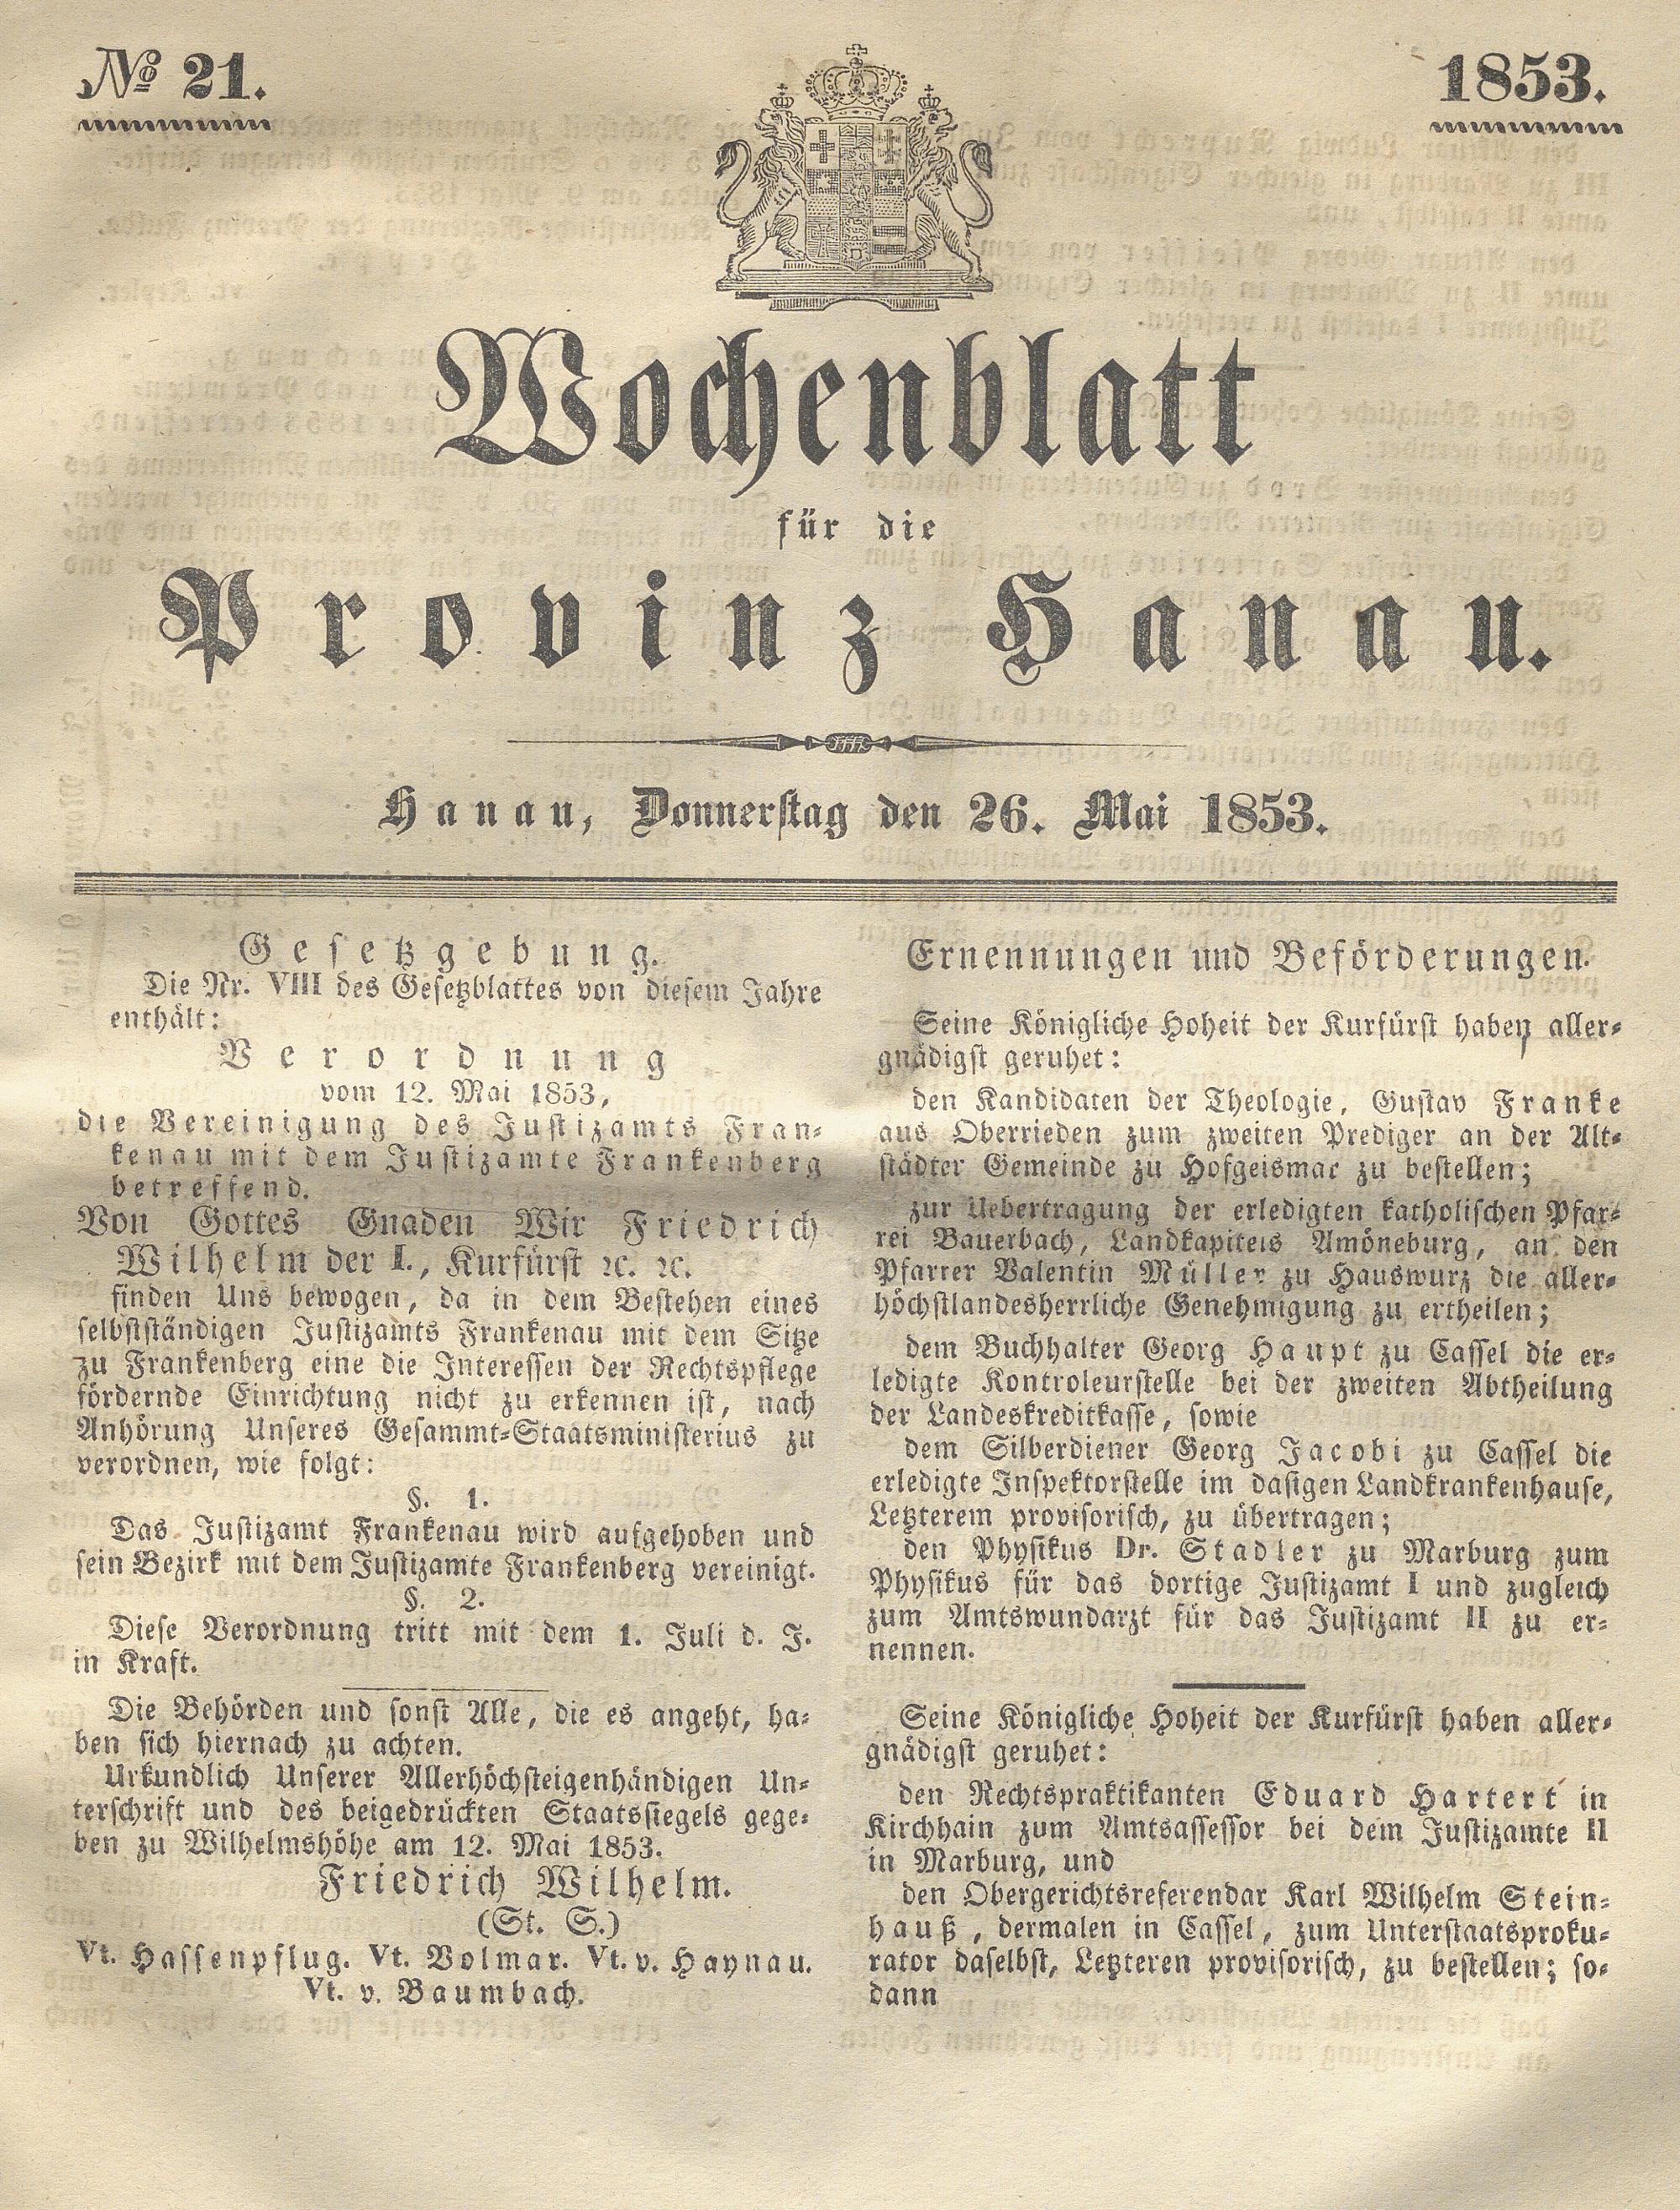 No 21.
1853.
Wochenblatt
für die
Provinz Hanau.
Hanau, Donnerstag den 26. Mai 1853.
Gesetzgebung.
Die Nr. VIII des Gesetzblattes von diesem Jahre
enthält:
Verordnung
vom 12. Mai 1853,
die Vereinigung des Justizamts Fran-
kenau mit dem Justizamte Frankenberg
betreffend.
Von Gottes Gnaden Wir Friedrich
Wilhelm der I., Kurfürst ꝛc. ꝛc.
finden Uns bewogen, da in dem Bestehen eines
selbstständigen Justizamts Frankenau mit dem Sitze
zu Frankenberg eine die Interessen der Rechtspflege
fördernde Einrichtung nicht zu erkennen ist, nach
Anhörung Unseres Gesammt-Staatsministerius zu
verordnen, wie folgt:
§. 1.
Das Justizamt Frankenau wird aufgehoben und
sein Bezirk mit dem Justizamte Frankenberg vereinigt.
§. 2.
Diese Verordnung tritt mit dem 1. Juli d. J.
in Kraft.
Die Behörden und sonst Alle, die es angeht, ha-
ben sich hiernach zu achten.
Urkundlich Unserer Allerhöchsteigenhändigen Un-
terschrift und des beigedrückten Staatssiegels gege-
ben zu Wilhelmshöhe am 12. Mai 1853.
Friedrich Wilhelm.
(St. S.)
Vt. Hassenpflug. Vt. Volmar. Vt. v. Haynau.
Vt. v. Baumbach.
Ernennungen und Beförderungen.
Seine Königliche Hoheit der Kurfürst haben aller-
gnädigst geruhet:
den Kandidaten der Theologie, Gustav Franke
aus Oberrieden zum zweiten Prediger an der Alt-
städter Gemeinde zu Hofgeismar zu bestellen;
zur Uebertragung der erledigten katholischen Pfar-
rei Bauerbach, Landkapitels Amöneburg, an den
Pfarrer Valentin Müller zu Hauswurz die aller-
höchstlandesherrliche Genehmigung zu ertheilen;
dem Buchhalter Georg Haupt zu Cassel die er-
ledigte Kontroleurstelle bei der zweiten Abtheilung
der Landeskreditkasse, sowie
dem Silberdiener Georg Jacobi zu Cassel die
erledigte Inspektorstelle im dasigen Landkrankenhause,
Letzterem provisorisch, zu übertragen;
den Physikus Dr. Stadler zu Marburg zum
Physikus für das dortige Justizamt I und zugleich
zum Amtswundarzt für das Justizamt II zu er-
nennen.
Seine Königliche Hoheit der Kurfürst haben aller-
gnädigst geruhet:
den Rechtspraktikanten Eduard Hartert in
Kirchhain zum Amtsassessor bei dem Justizamte II
in Marburg, und
den Obergerichtsreferendar Karl Wilhelm Stein-
hauß, dermalen in Cassel, zum Unterstaatsproku-
rator daselbst, Letzteren provisorisch, zu bestellen; so-
dann